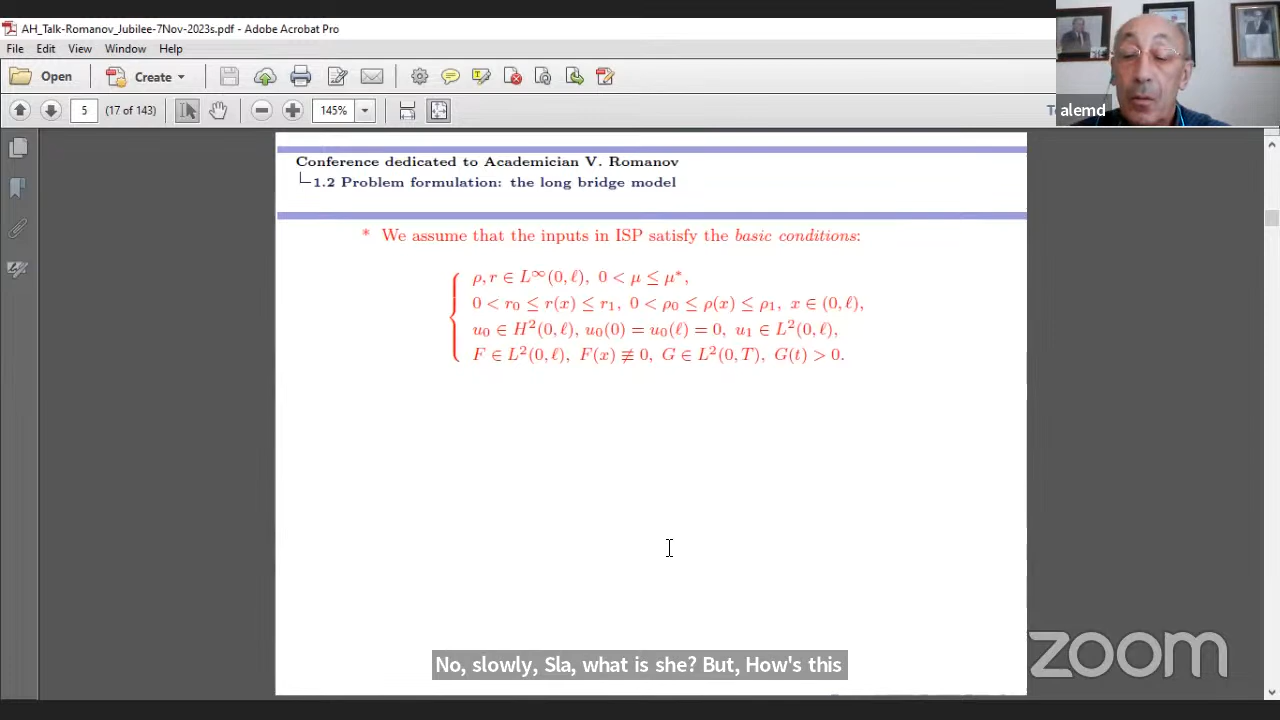 AH_Talk-Romanov_Jubilee-7Nov-2023s.pdf - Adobe Acrobat Pro
File Edit View Window Help
Open Create
5 (17 of 143) 145%
alemd
Conference dedicated to Academician V. Romanov
1.2 Problem formulation: the long bridge model
* We assume that the inputs in ISP satisfy the basic conditions:
ρ, r ∈ L∞(0, ℓ), 0 < μ ≤ μ*,
0 < r₀ ≤ r(x) ≤ r₁, 0 < ρ₀ ≤ ρ(x) ≤ ρ₁, x ∈ (0, ℓ),
u₀ ∈ H²(0, ℓ), u₀(0) = u₀(ℓ) = 0, u₁ ∈ L²(0, ℓ),
F ∈ L²(0, ℓ), F(x) ≢ 0, G ∈ L²(0, T), G(t) > 0.
No, slowly, Sla, what is she? But, How's this
zoom